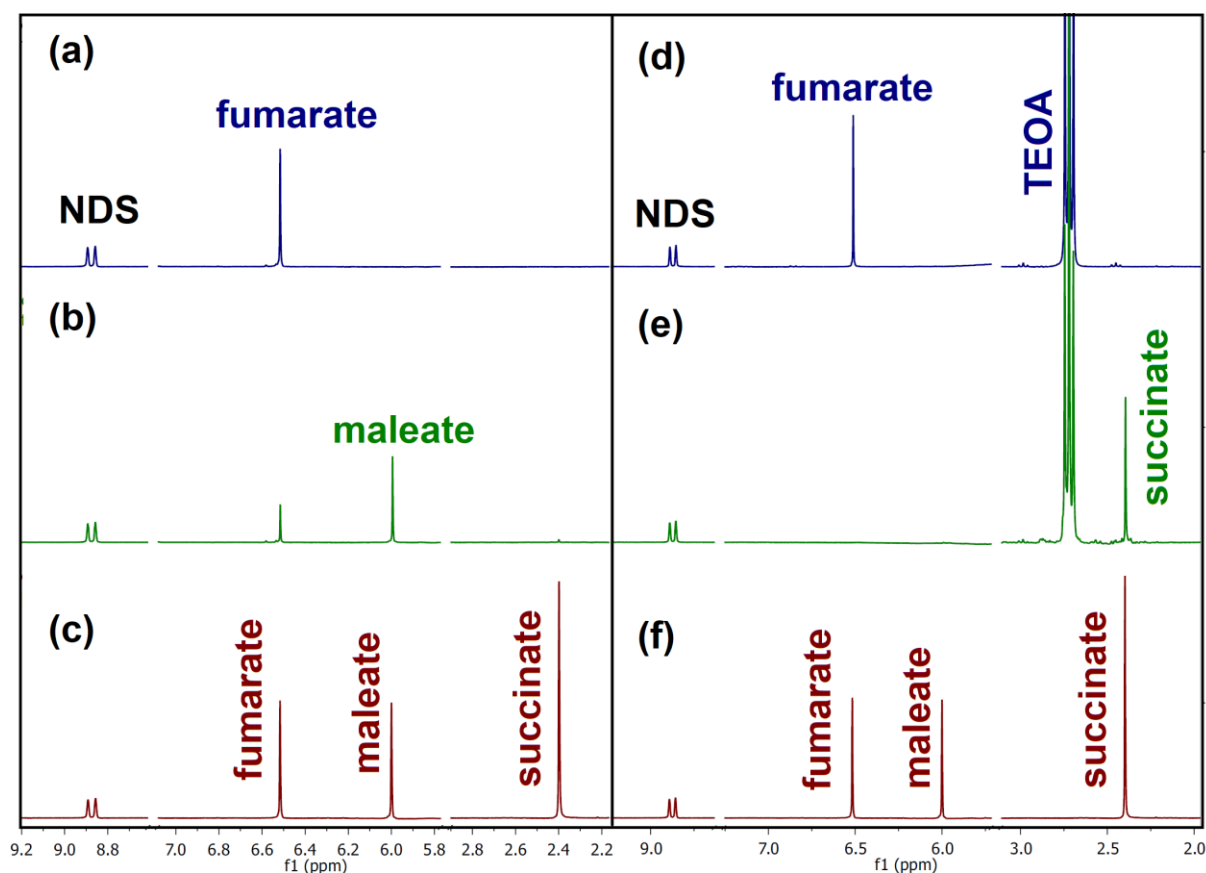 (a)
fumarate
NDS
(b)
maleate
(c)
fumarate
maleate
succinate
9.2 9.0 8.8 7.0 6.8 6.6 6.4 6.2 6.0 5.8 2.6 2.4 2.2
f1 (ppm)
(d)
fumarate
NDS
TEOA
(e)
succinate
(f)
fumarate
maleate
succinate
9.0 7.0 6.5 6.0 3.0 2.5 2.0
f1 (ppm)